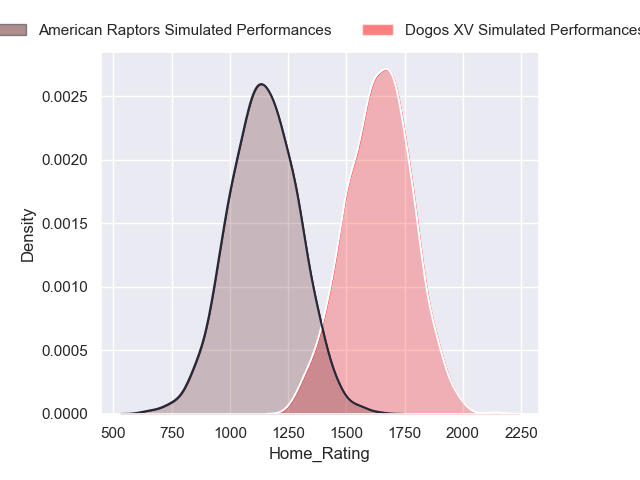 American Raptors Simulated Performances
Dogos XV Simulated Performances
0.0025
0.0020
0.0015
0.0010
0.0005
0.0000
Density
500 750 1000 1250 1500 1750 2000 2250
Home_Rating